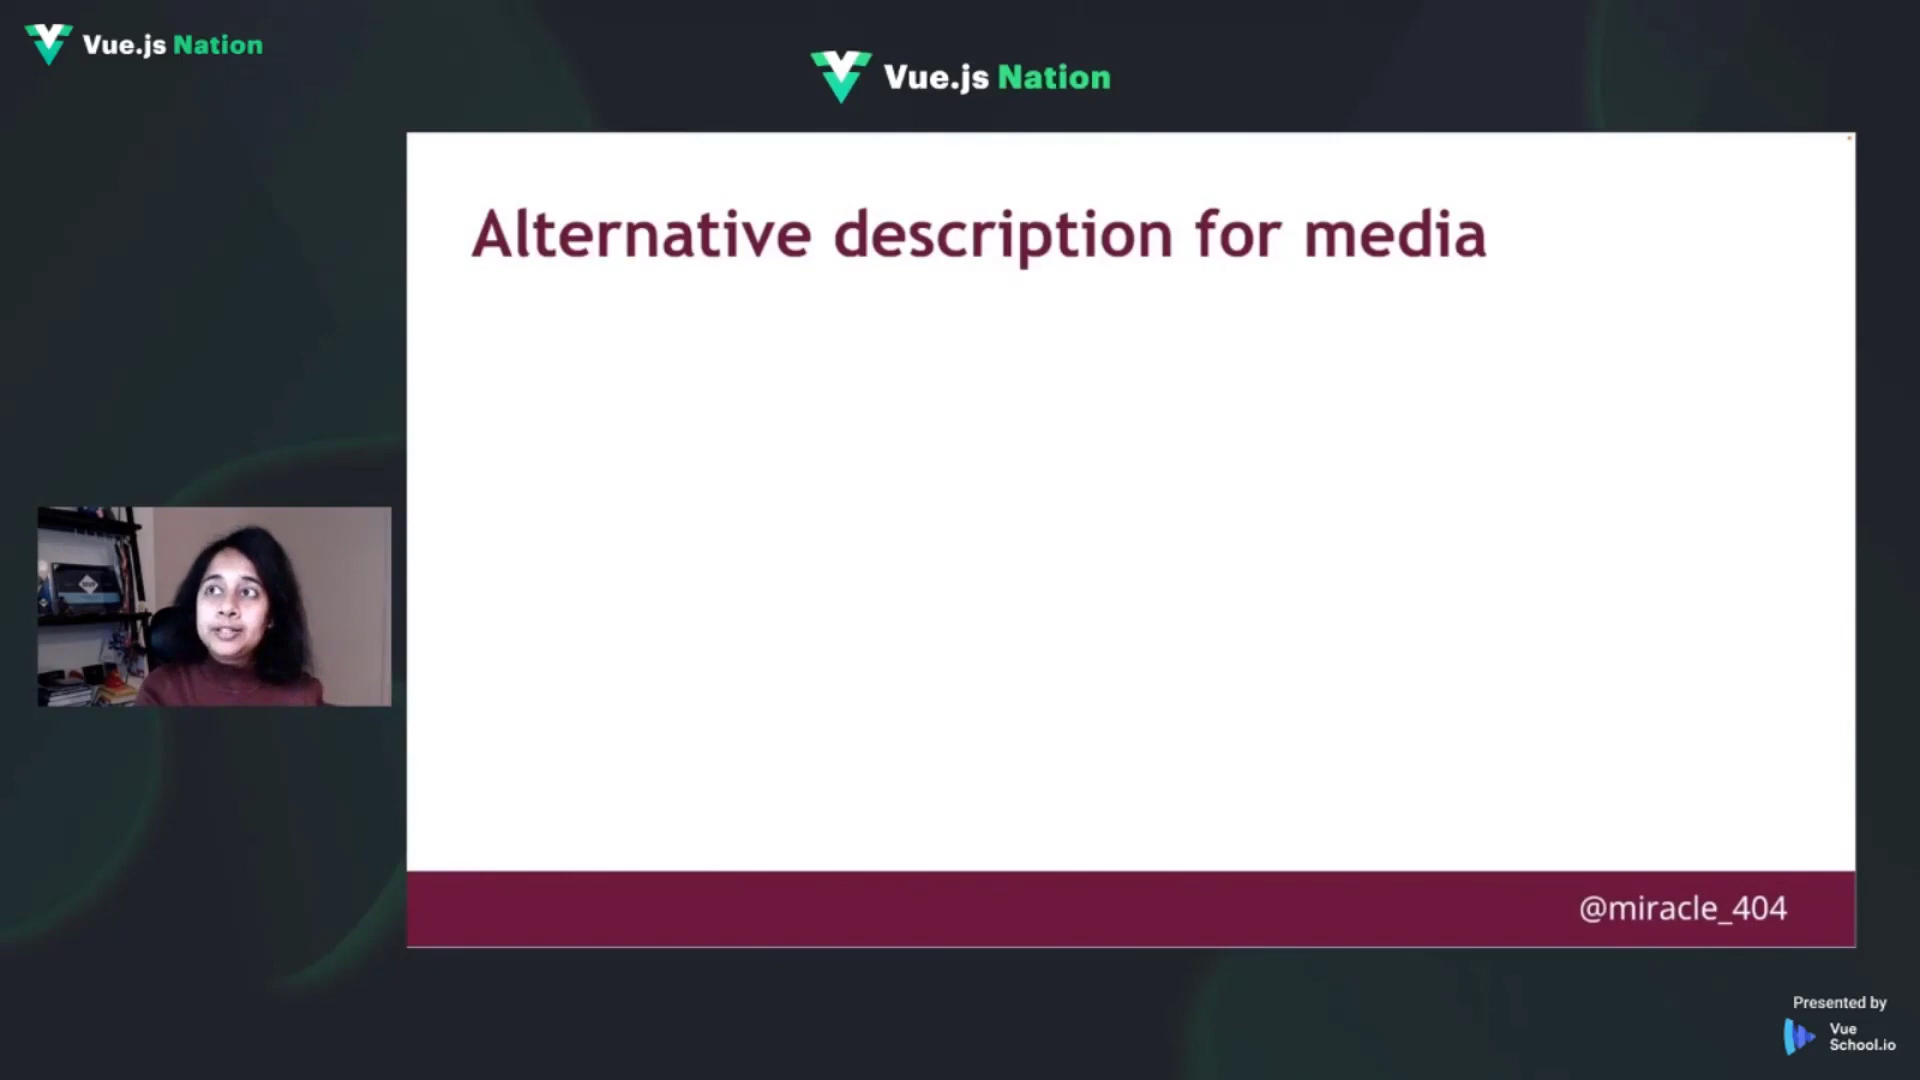 Vue.js Nation
Vue.js Nation
Alternative description for media
@miracle_404
Presented by
Vue
School.io